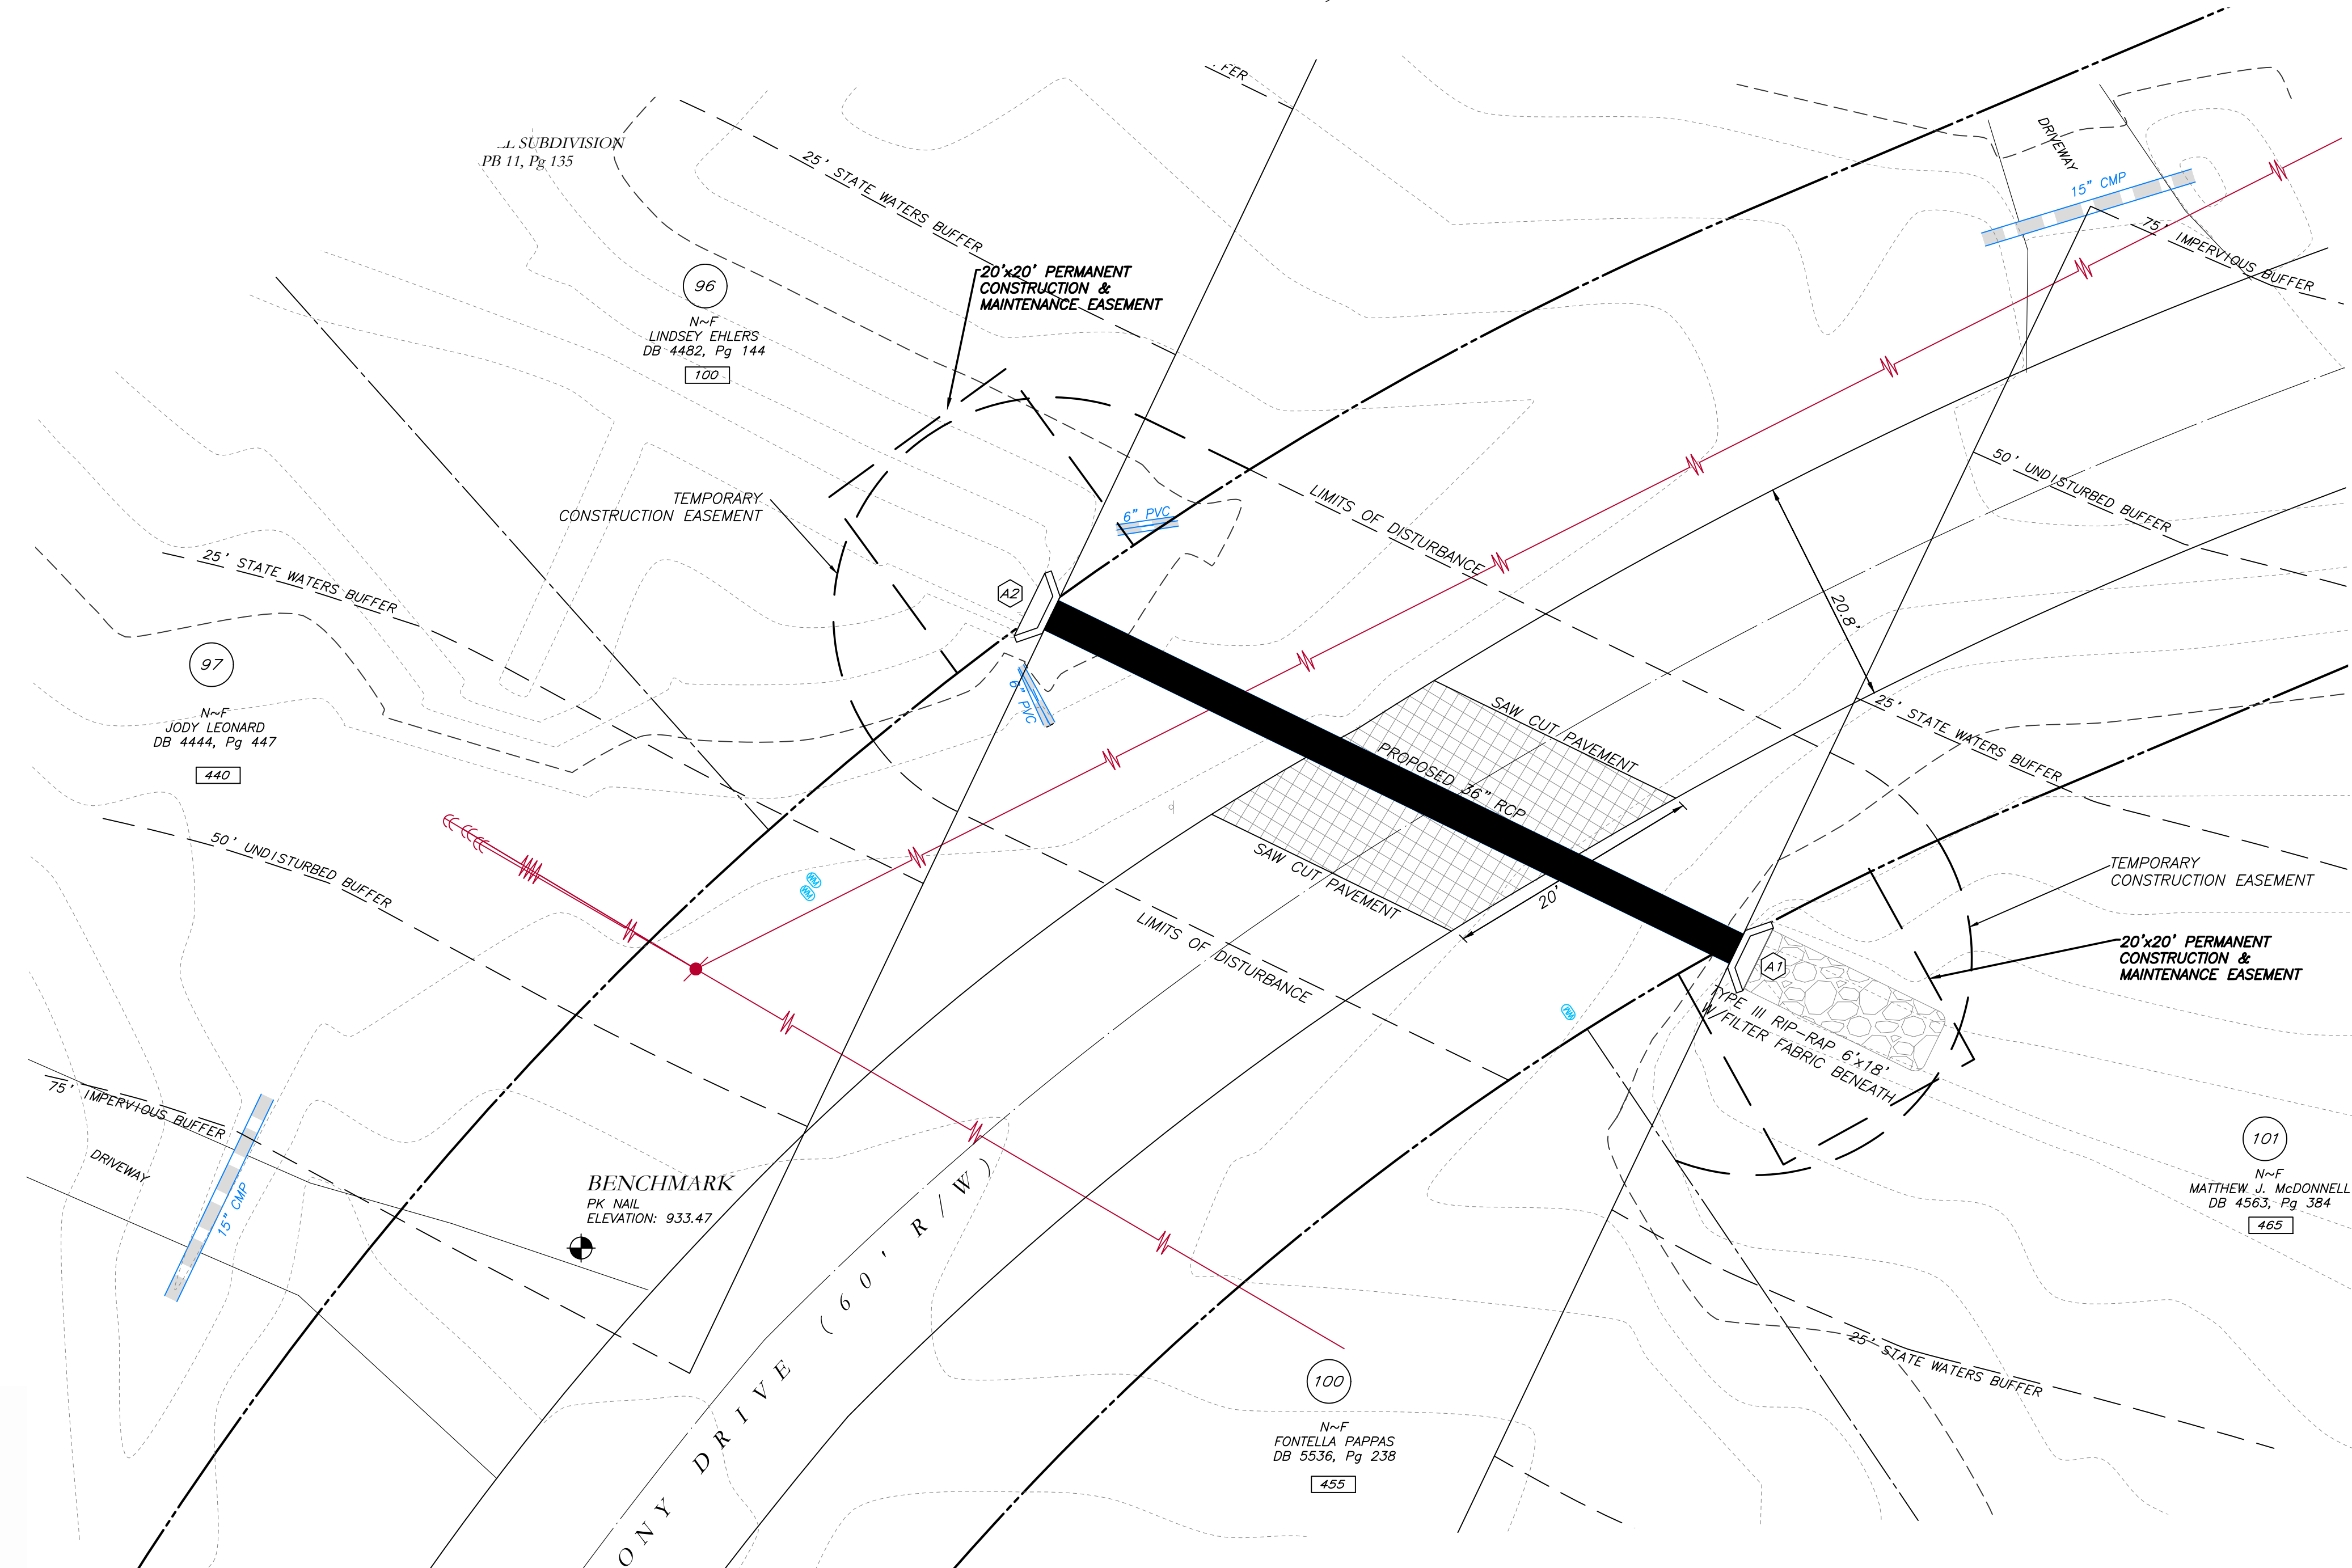 SUBDIVISION
PB 11, Pg 135
25' STATE WATERS BUFFER
20'x20' PERMANENT
CONSTRUCTION &
MAINTENANCE EASEMENT
96
N~F
LINDSEY EHLERS
DB 4482, Pg 144
100
DRIVEWAY
15" CMP
75' IMPERVIOUS BUFFER
TEMPORARY
CONSTRUCTION EASEMENT
6" PVC
LIMITS OF DISTURBANCE
50' UNDISTURBED BUFFER
20.8'
A2
25' STATE WATERS BUFFER
97
N~F
JODY LEONARD
DB 4444, Pg 447
440
6" PVC
SAW CUT PAVEMENT
PROPOSED 36" RCP
SAW CUT PAVEMENT
20'
25' STATE WATERS BUFFER
50' UNDISTURBED BUFFER
WM
WM
LIMITS OF DISTURBANCE
TEMPORARY
CONSTRUCTION EASEMENT
20'x20' PERMANENT
CONSTRUCTION &
MAINTENANCE EASEMENT
A1
WM
TYPE III RIP-RAP 6'x18'
W/FILTER FABRIC BENEATH
75' IMPERVIOUS BUFFER
DRIVEWAY
15" CMP
BENCHMARK
PK NAIL
ELEVATION: 933.47
101
N~F
MATTHEW J. McDONNELL
DB 4563, Pg 384
465
ONY DRIVE (60' R/W)
25' STATE WATERS BUFFER
100
N~F
FONTELLA PAPPAS
DB 5536, Pg 238
455